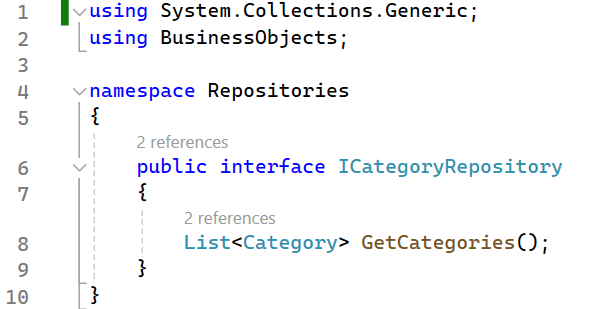 1 using System.Collections.Generic;
2 using BusinessObjects;
3
4 namespace Repositories
5 {
2 references
6 public interface ICategoryRepository
7 {
2 references
8 List<Category> GetCategories();
9 }
10 }